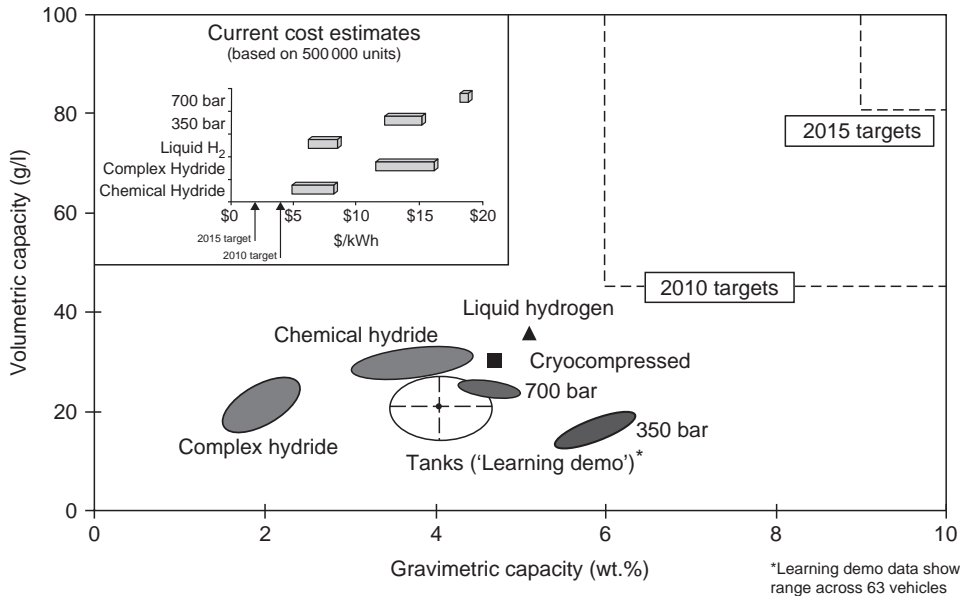 Current cost estimates
(based on 500 000 units)
700 bar
350 bar
Liquid H2
Complex Hydride
Chemical Hydride
$0
$5
$10
$15
$20
2015 target
2010 target
$/kWh
Volumetric capacity (g/l)
100
80
60
40
20
0
2015 targets
2010 targets
Liquid hydrogen
Chemical hydride
Cryocompressed
700 bar
Complex hydride
350 bar
Tanks (‘Learning demo’)*
0
2
4
6
8
10
Gravimetric capacity (wt.%)
*Learning demo data show
range across 63 vehicles